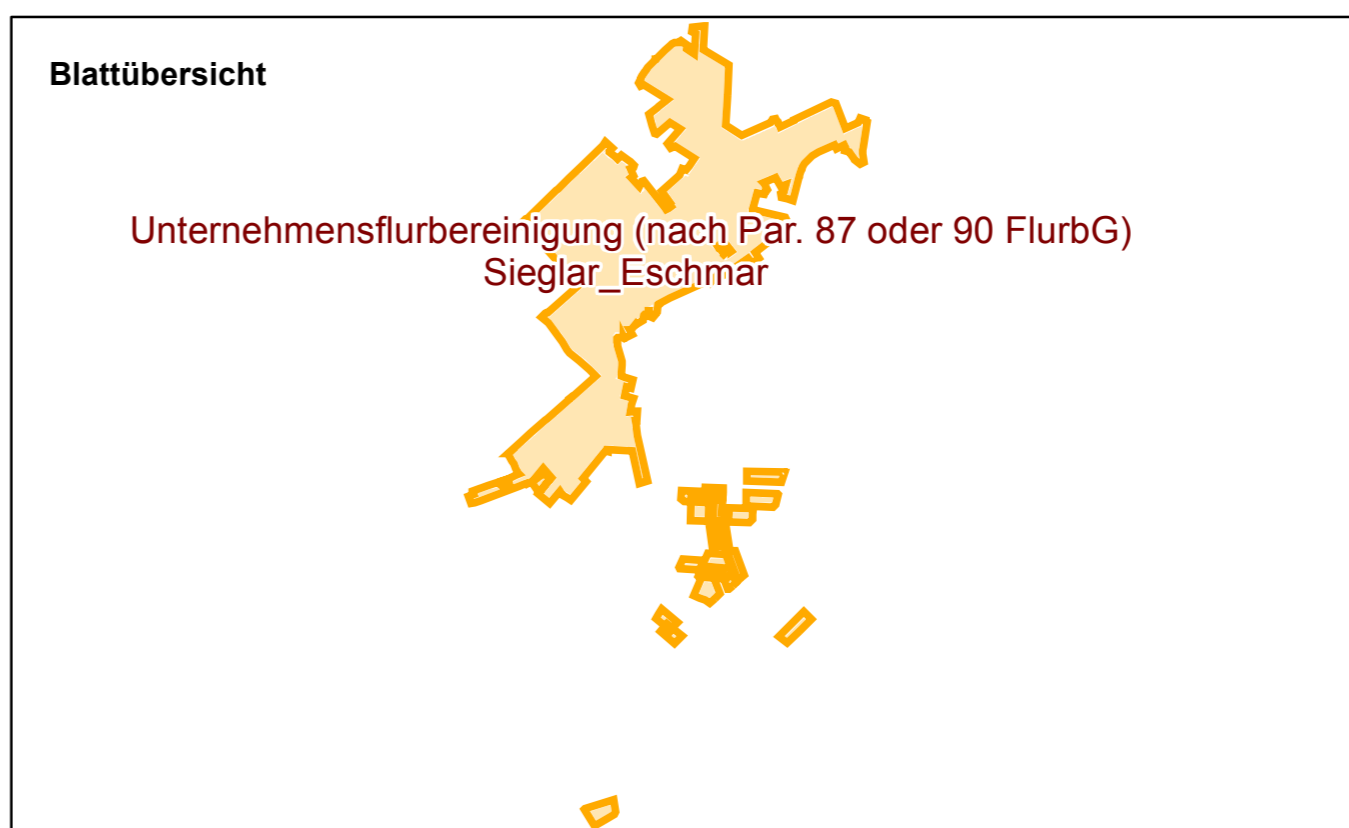 Blattübersicht
Unternehmensflurbereinigung (nach Par. 87 oder 90 FlurbG)
Sieglar_Eschmar